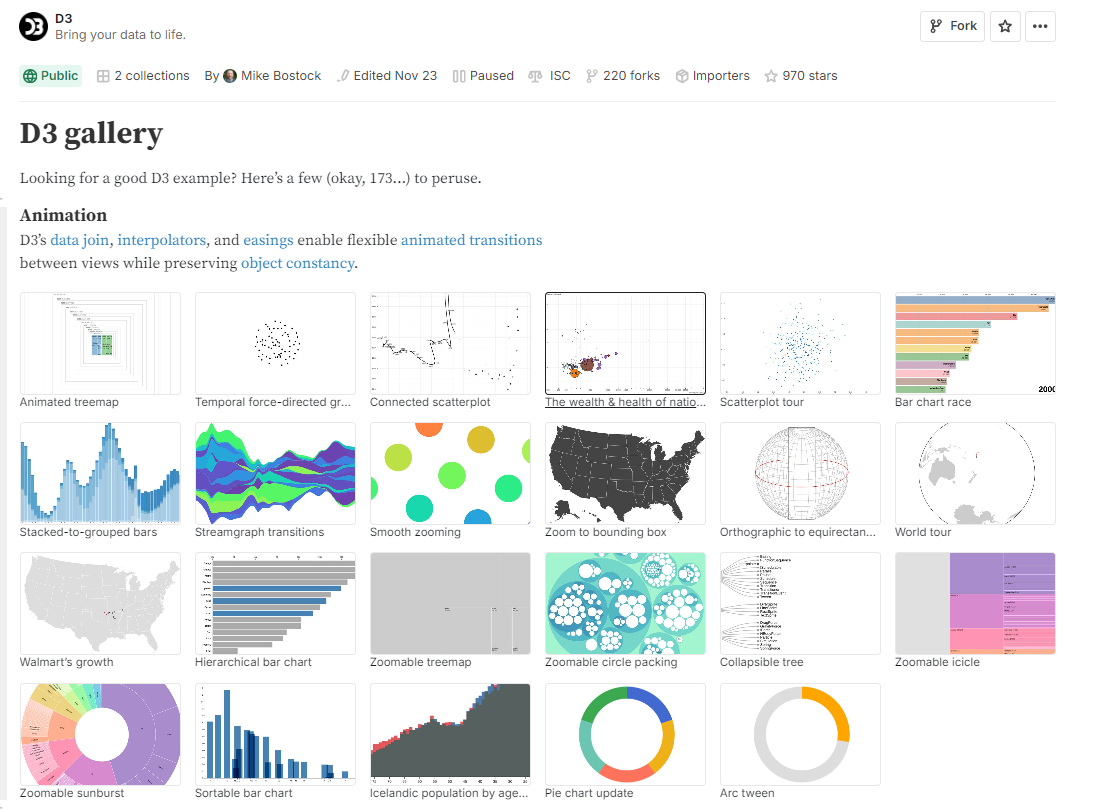 D3
Bring your data to life.
Fork
Public
2 collections
By Mike Bostock
Edited Nov 23
Paused
ISC
220 forks
Importers
970 stars
D3 gallery
Looking for a good D3 example? Here’s a few (okay, 173…) to peruse.
Animation
D3’s data join, interpolators, and easings enable flexible animated transitions
between views while preserving object constancy.
Animated treemap
Temporal force-directed gr...
Connected scatterplot
The wealth & health of natio...
Scatterplot tour
2000
Bar chart race
Stacked-to-grouped bars
Streamgraph transitions
Smooth zooming
Zoom to bounding box
Orthographic to equirectan...
World tour
Walmart’s growth
Hierarchical bar chart
Zoomable treemap
Zoomable circle packing
Collapsible tree
Zoomable icicle
Zoomable sunburst
Sortable bar chart
Icelandic population by age...
Pie chart update
Arc tween